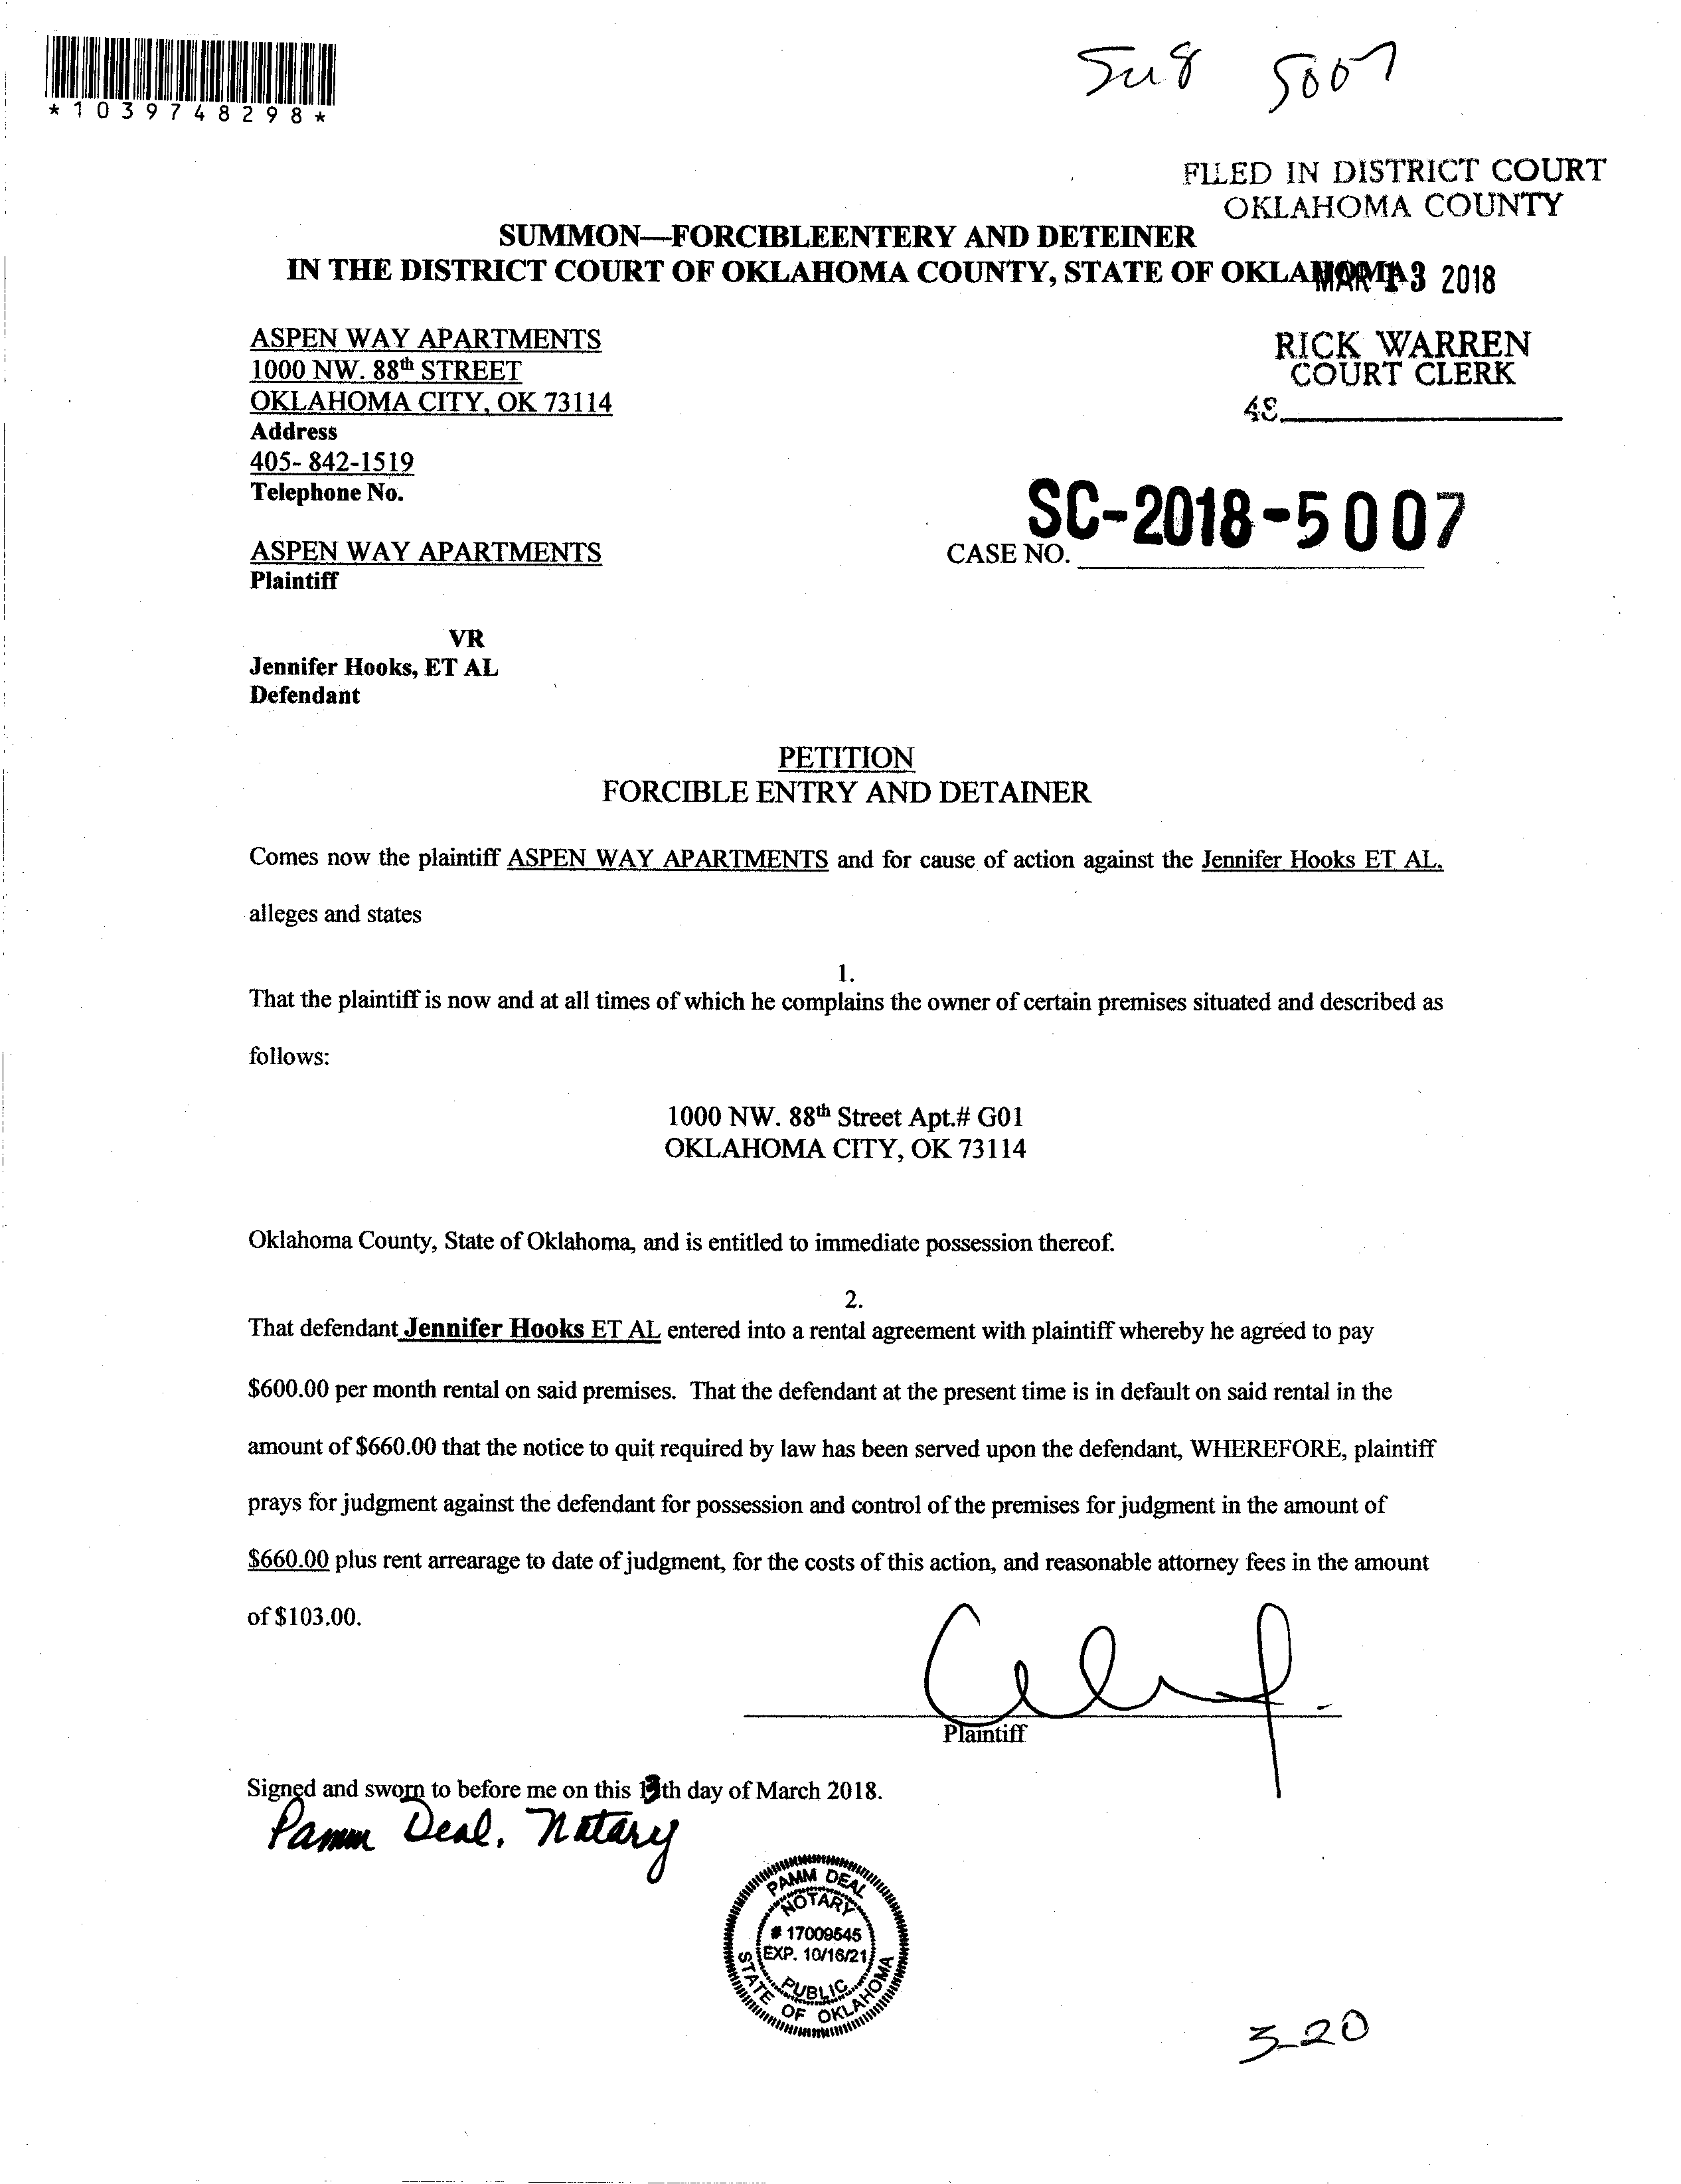 *1039748298*
5007
FILED IN DISTRICT COURT
OKLAHOMA COUNTY
SUMMON—FORCIBLEENTERY AND DETEINER
IN THE DISTRICT COURT OF OKLAHOMA COUNTY, STATE OF OKLAHOMA
MAR 13 2018
ASPEN WAY APARTMENTS
1000 NW. 88th STREET
OKLAHOMA CITY, OK 73114
Address
405- 842-1519
Telephone No.
RICK WARREN
COURT CLERK
48
SC-2018-5007
CASE NO.
ASPEN WAY APARTMENTS
Plaintiff
VR
Jennifer Hooks, ET AL
Defendant
PETITION
FORCIBLE ENTRY AND DETAINER
Comes now the plaintiff ASPEN WAY APARTMENTS and for cause of action against the Jennifer Hooks ET AL,
alleges and states
1.
That the plaintiff is now and at all times of which he complains the owner of certain premises situated and described as
follows:
1000 NW. 88th Street Apt.# G01
OKLAHOMA CITY, OK 73114
Oklahoma County, State of Oklahoma, and is entitled to immediate possession thereof.
2.
That defendant Jennifer Hooks ET AL entered into a rental agreement with plaintiff whereby he agreed to pay
$600.00 per month rental on said premises. That the defendant at the present time is in default on said rental in the
amount of $660.00 that the notice to quit required by law has been served upon the defendant, WHEREFORE, plaintiff
prays for judgment against the defendant for possession and control of the premises for judgment in the amount of
$660.00 plus rent arrearage to date of judgment, for the costs of this action, and reasonable attorney fees in the amount
of $103.00.
Plaintiff
Signed and sworn to before me on this 13th day of March 2018.
Pamm Deal, Notary
PAMM DEAL
NOTARY
# 17009545
EXP. 10/16/21
PUBLIC
STATE OF OKLAHOMA
3-20